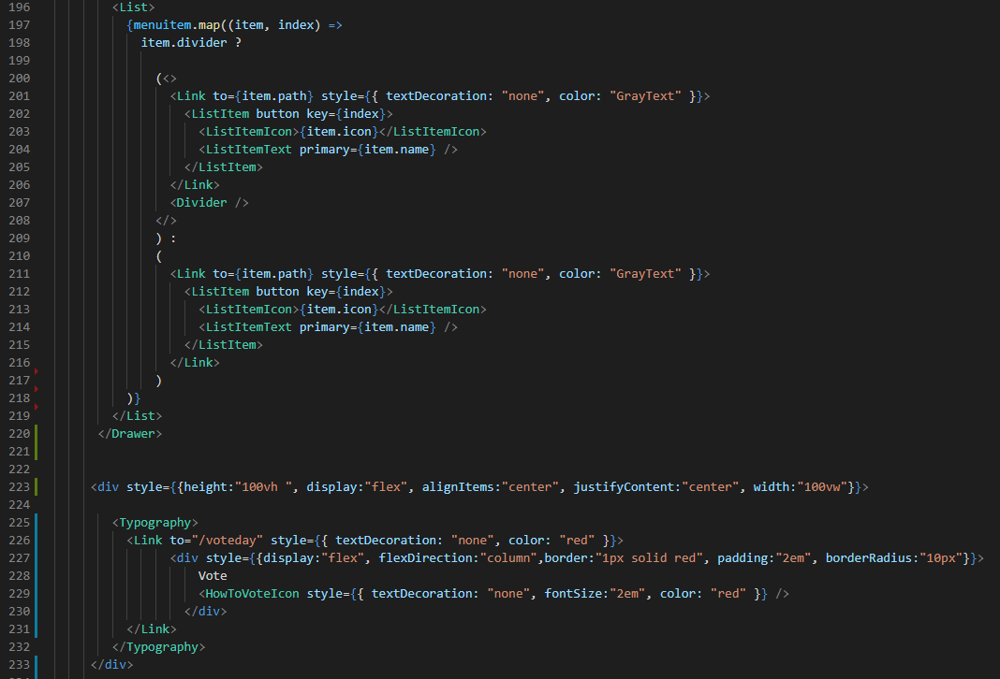 196 <List>
197 {menuitem.map((item, index) =>
198 item.divider ?
199
200 (<>
201 <Link to={item.path} style={{ textDecoration: "none", color: "GrayText" }}>
202 <ListItem button key={index}>
203 <ListItemIcon>{item.icon}</ListItemIcon>
204 <ListItemText primary={item.name} />
205 </ListItem>
206 </Link>
207 <Divider />
208 </>
209 ) :
210 (
211 <Link to={item.path} style={{ textDecoration: "none", color: "GrayText" }}>
212 <ListItem button key={index}>
213 <ListItemIcon>{item.icon}</ListItemIcon>
214 <ListItemText primary={item.name} />
215 </ListItem>
216 </Link>
217 )
218 )}
219 </List>
220 </Drawer>
221
222
223 <div style={{height:"100vh ", display:"flex", alignItems:"center", justifyContent:"center", width:"100vw"}}>
224
225 <Typography>
226 <Link to="/voteday" style={{ textDecoration: "none", color: "red" }}>
227 <div style={{display:"flex", flexDirection:"column",border:"1px solid red", padding:"2em", borderRadius:"10px"}}>
228 Vote
229 <HowToVoteIcon style={{ textDecoration: "none", fontSize:"2em", color: "red" }} />
230 </div>
231 </Link>
232 </Typography>
233 </div>